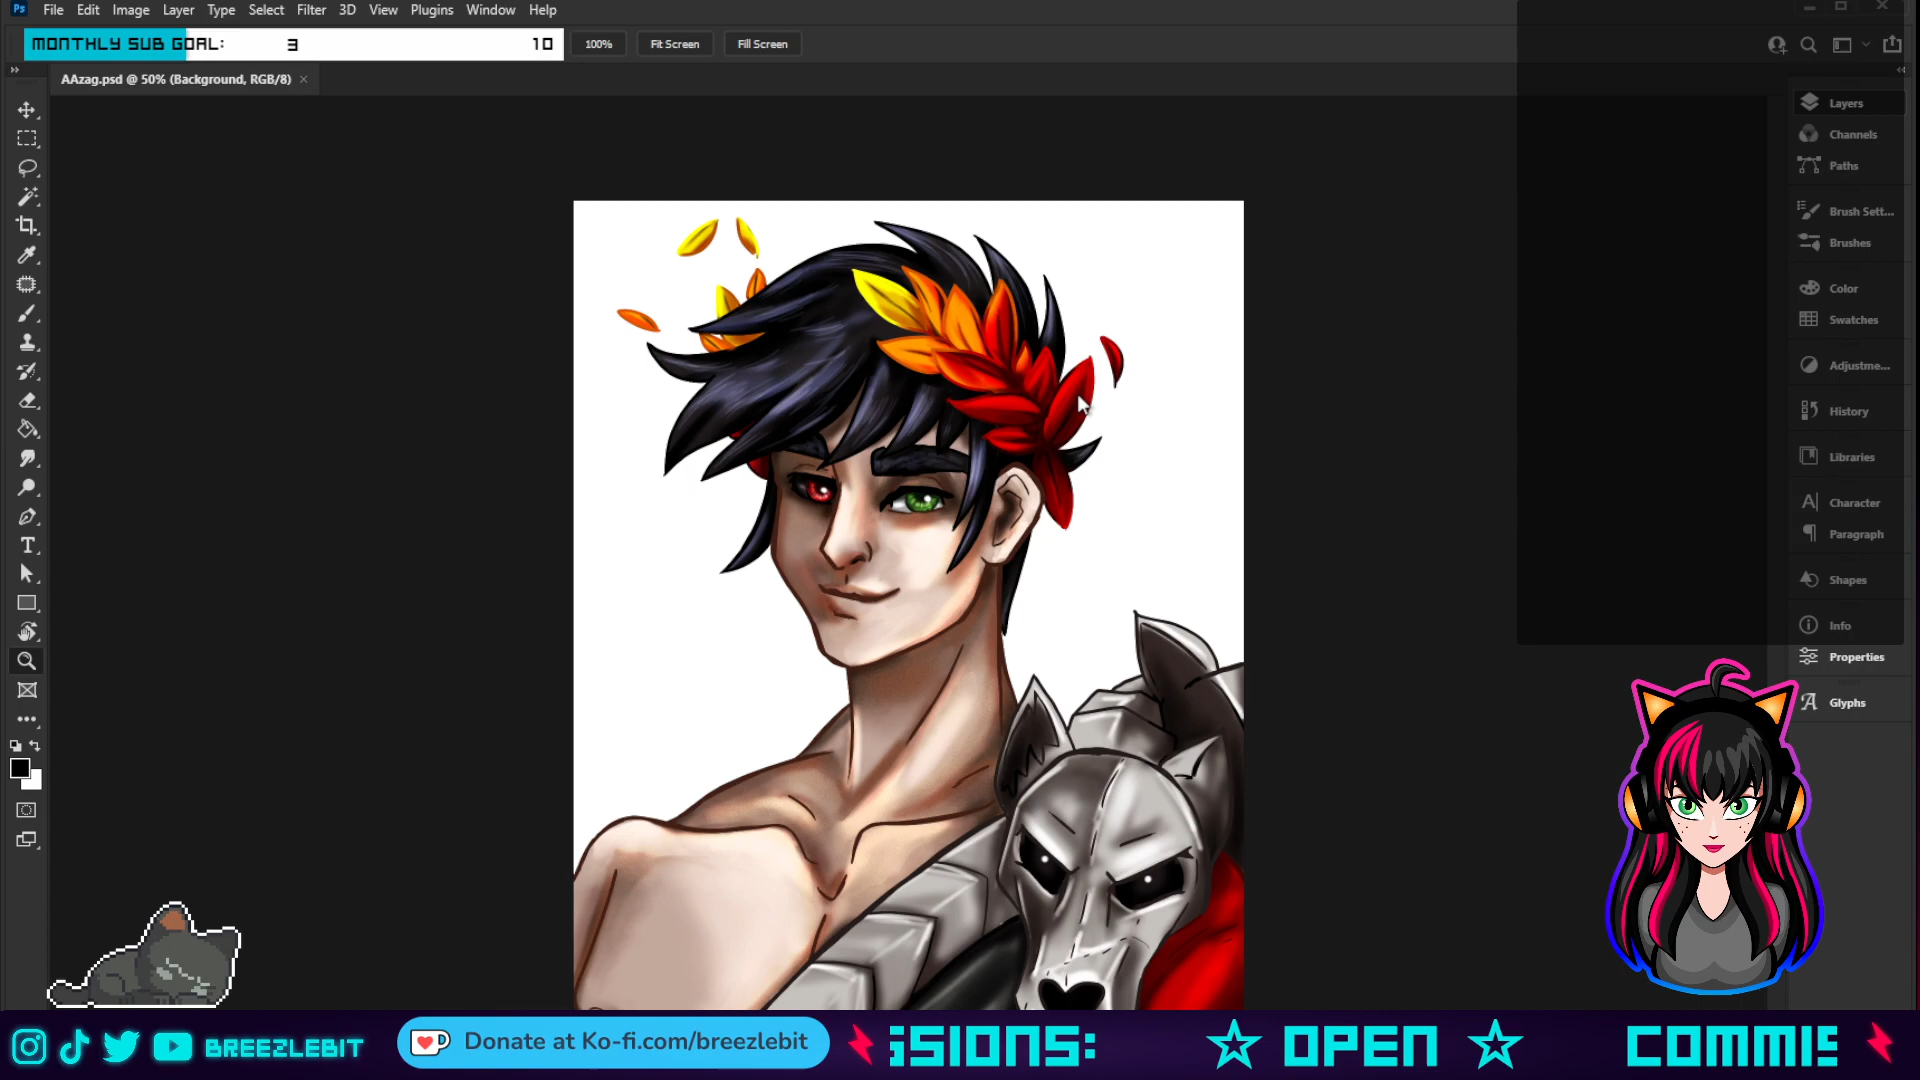 Ps File Edit Image Layer Type Select Filter 3D View Plugins Window Help
MONTHLY SUB GOAL: 3 10
100% Fit Screen Fill Screen
AAzag.psd @ 50% (Background, RGB/8)
Layers
Channels
Paths
Brush Sett...
Brushes
Color
Swatches
Adjustme...
History
Libraries
Character
Paragraph
Shapes
Info
Properties
Glyphs
BREEZLEBIT
Donate at Ko-fi.com/breezlebit
SSIONS: OPEN COMMIS